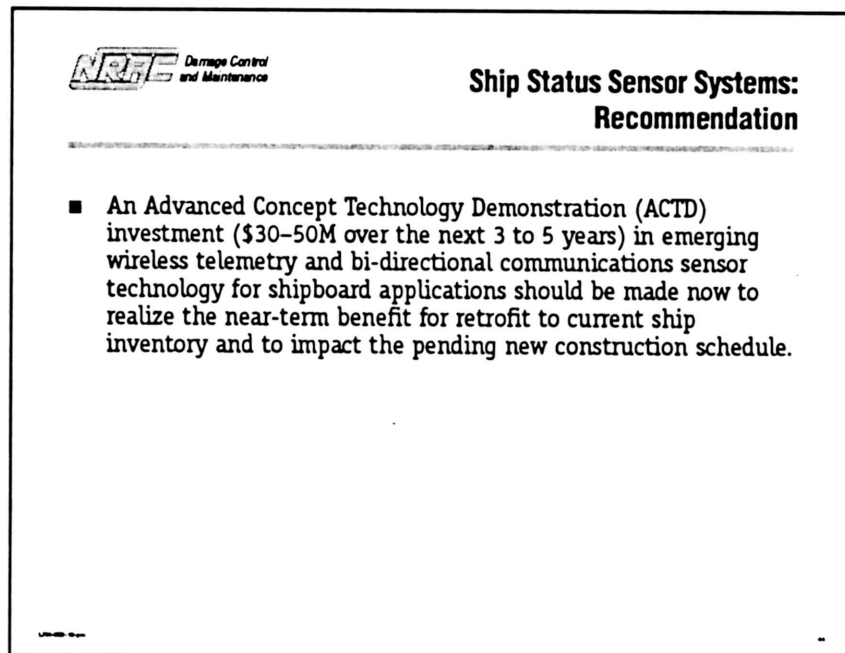 NRAC Damage Control
and Maintenance
Ship Status Sensor Systems:
Recommendation
■ An Advanced Concept Technology Demonstration (ACTD)
investment ($30–50M over the next 3 to 5 years) in emerging
wireless telemetry and bi-directional communications sensor
technology for shipboard applications should be made now to
realize the near-term benefit for retrofit to current ship
inventory and to impact the pending new construction schedule.